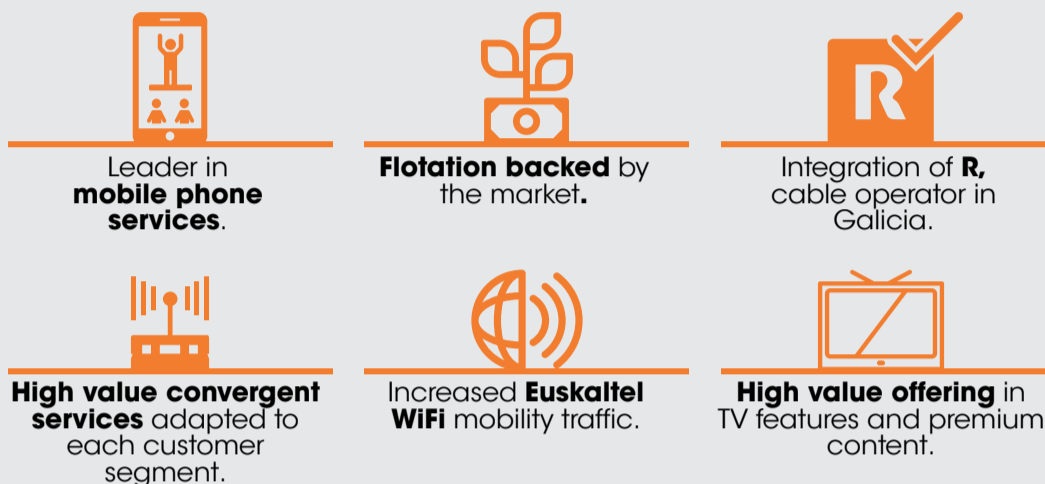 R
Leader in
mobile phone
services.
Flotation backed by
the market.
Integration of R,
cable operator in
Galicia.
High value convergent
services adapted to
each customer
segment.
Increased Euskaltel
WiFi mobility traffic.
High value offering in
TV features and premium
content.